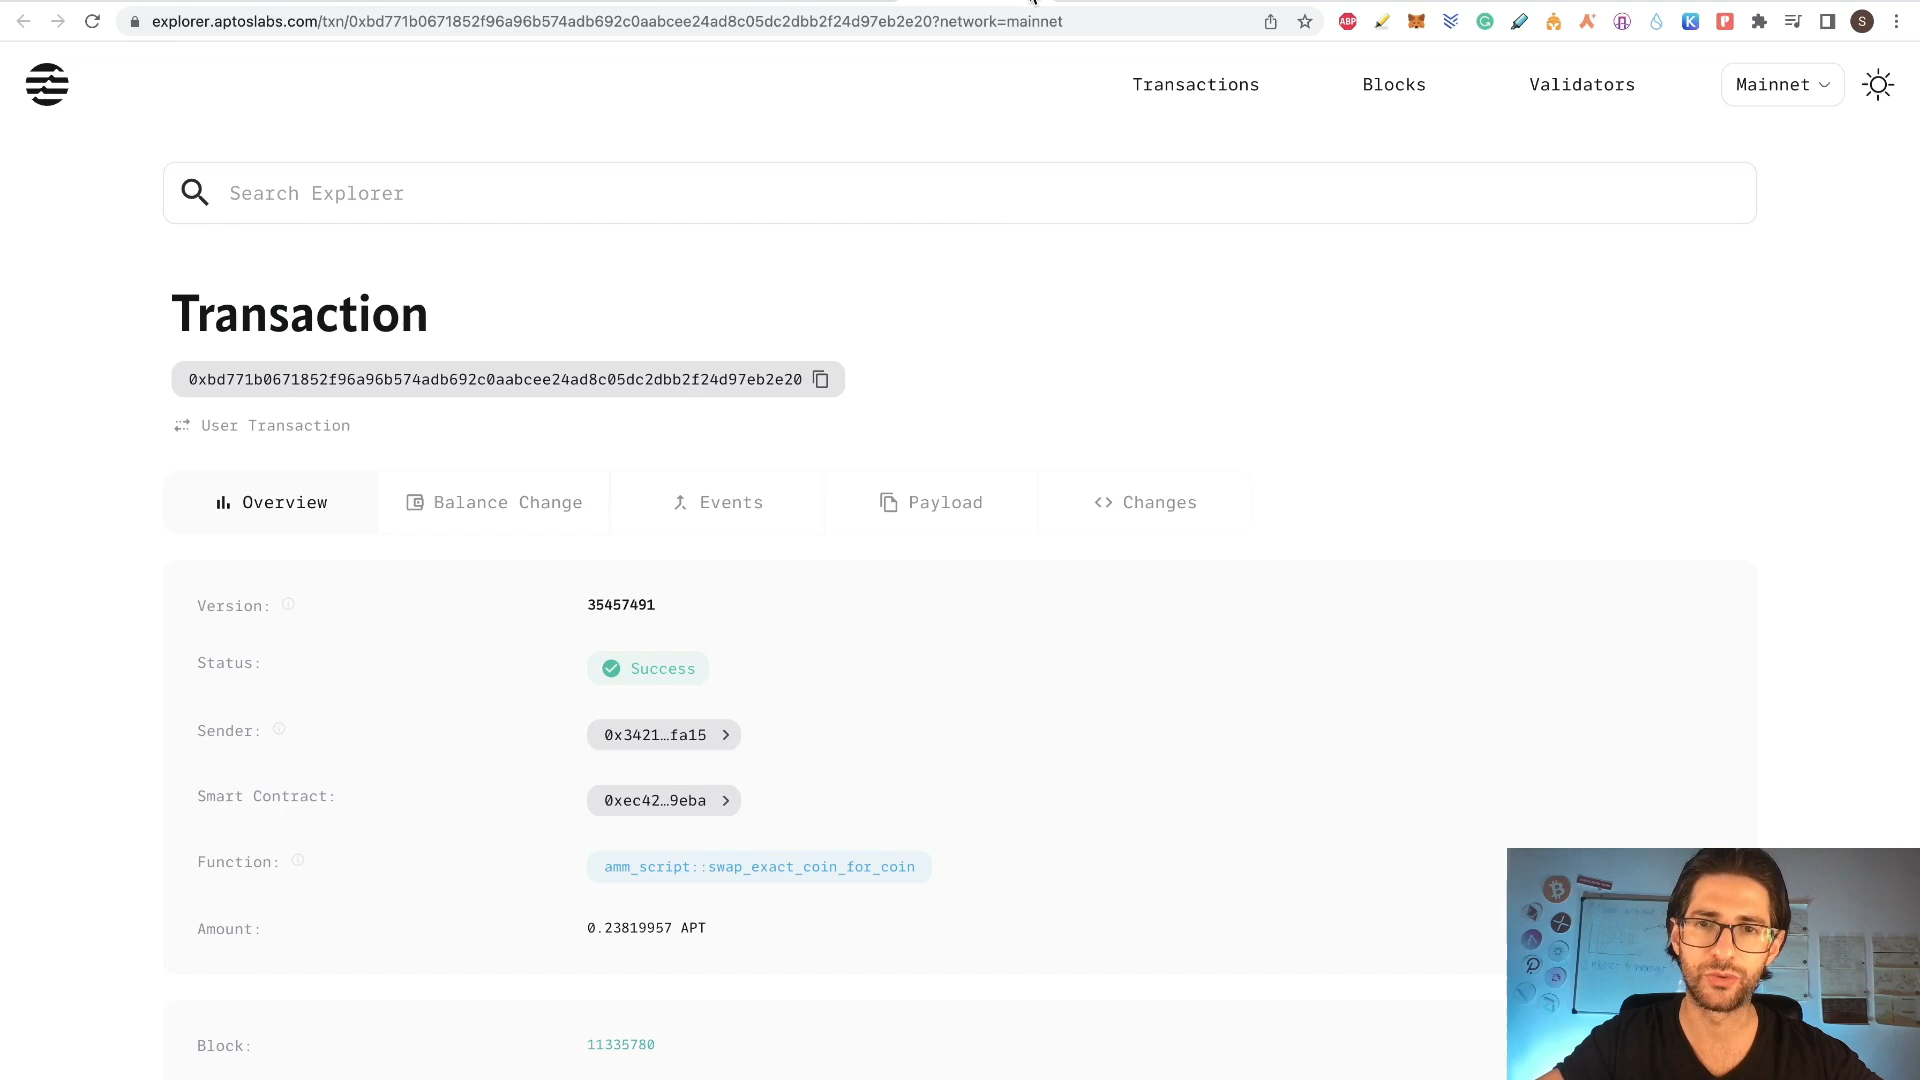 explorer.aptoslabs.com/txn/0xbd771b0671852f96a96b574adb692c0aabcee24ad8c05dc2dbb2f24d97eb2e20?network=mainnet
ABP
K
P
S
Transactions
Blocks
Validators
Mainnet
Search Explorer
Transaction
0xbd771b0671852f96a96b574adb692c0aabcee24ad8c05dc2dbb2f24d97eb2e20
User Transaction
Overview
Balance Change
Events
Payload
Changes
Version: 35457491
Status: Success
Sender: 0x3421…fa15
Smart Contract: 0xec42…9eba
Function: amm_script::swap_exact_coin_for_coin
Amount: 0.23819957 APT
Block: 11335780